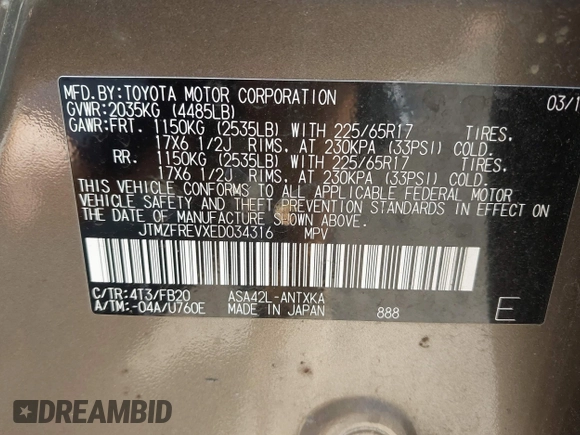 MFD.BY:TOYOTA MOTOR CORPORATION 03/1
GVWR:2035KG (4485LB)
GAWR:FRT. 1150KG (2535LB) WITH 225/65R17 TIRES.
17X6 1/2J RIMS. AT 230KPA (33PSI) COLD.
RR. 1150KG (2535LB) WITH 225/65R17 TIRES.
17X6 1/2J RIMS. AT 230KPA (33PSI) COLD.
THIS VEHICLE CONFORMS TO ALL APPLICABLE FEDERAL MOTOR
VEHICLE SAFETY AND THEFT PREVENTION STANDARDS IN EFFECT ON
THE DATE OF MANUFACTURE SHOWN ABOVE.
JTMZFREVXED034316 MPV
C/TR:4T3/FB20 ASA42L-ANTXKA
A/TM:-04A/U760E MADE IN JAPAN 888 E
DREAMBID